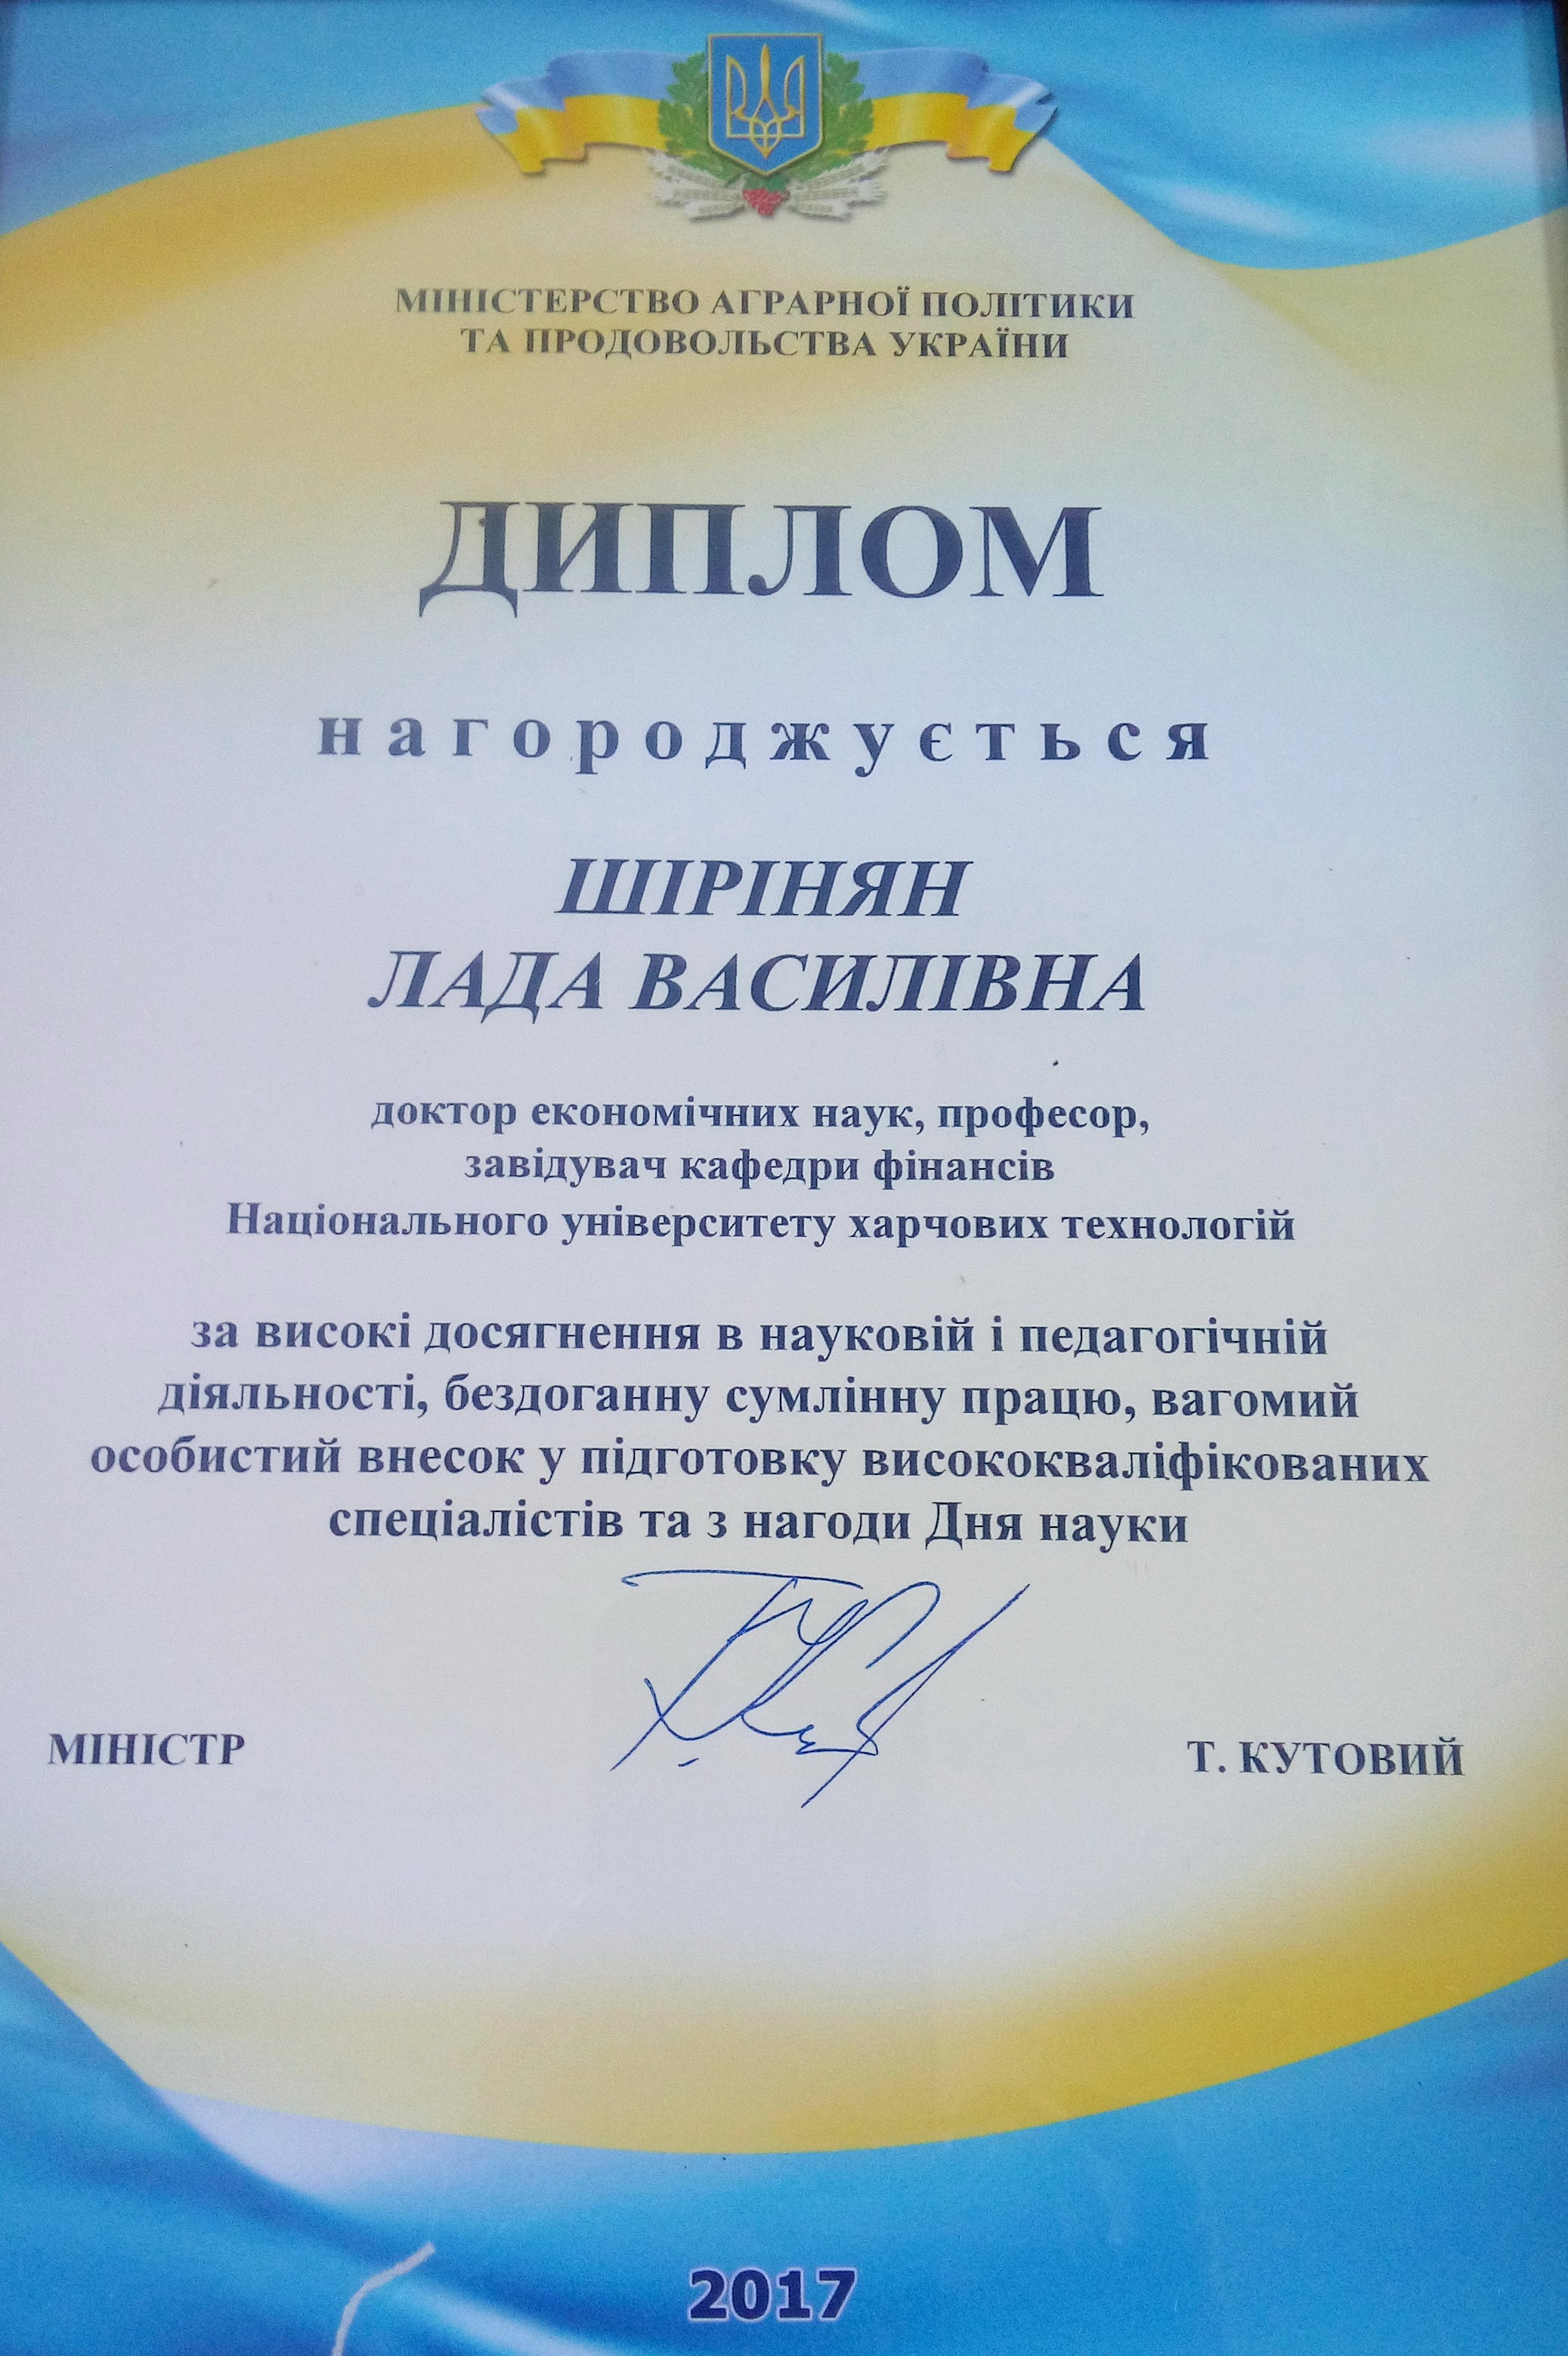 МІНІСТЕРСТВО АГРАРНОЇ ПОЛІТИКИ
ТА ПРОДОВОЛЬСТВА УКРАЇНИ
ДИПЛОМ
нагороджується
ШІРІНЯН
ЛАДА ВАСИЛІВНА
доктор економічних наук, професор,
завідувач кафедри фінансів
Національного університету харчових технологій
за високі досягнення в науковій і педагогічній
діяльності, бездоганну сумлінну працю, вагомий
особистий внесок у підготовку висококваліфікованих
спеціалістів та з нагоди Дня науки
МІНІСТР Т. КУТОВИЙ
2017